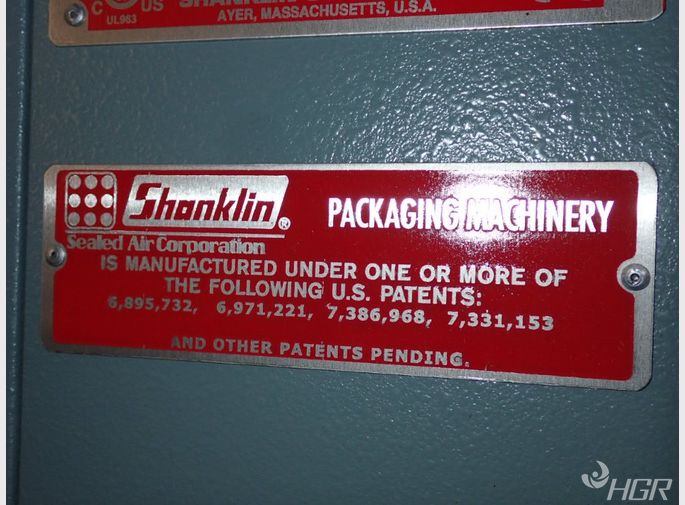 C US
UL963
AYER, MASSACHUSETTS, U.S.A.
Shanklin®
PACKAGING MACHINERY
Sealed Air Corporation
IS MANUFACTURED UNDER ONE OR MORE OF
THE FOLLOWING U.S. PATENTS:
6,895,732, 6,971,221, 7,386,968, 7,331,153
AND OTHER PATENTS PENDING.
HGR